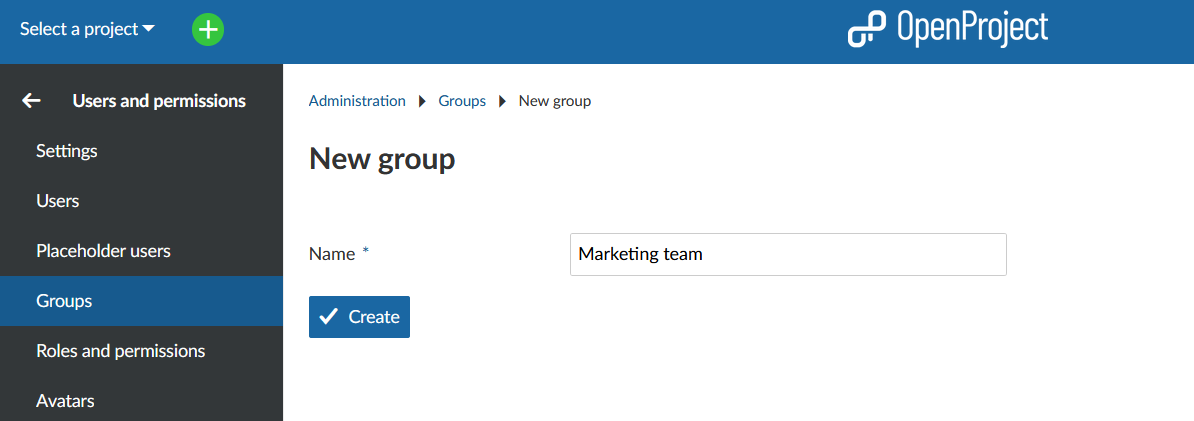 Select a project
OpenProject
Users and permissions
Settings
Users
Placeholder users
Groups
Roles and permissions
Avatars
Administration Groups New group
New group
Name * Marketing team
Create